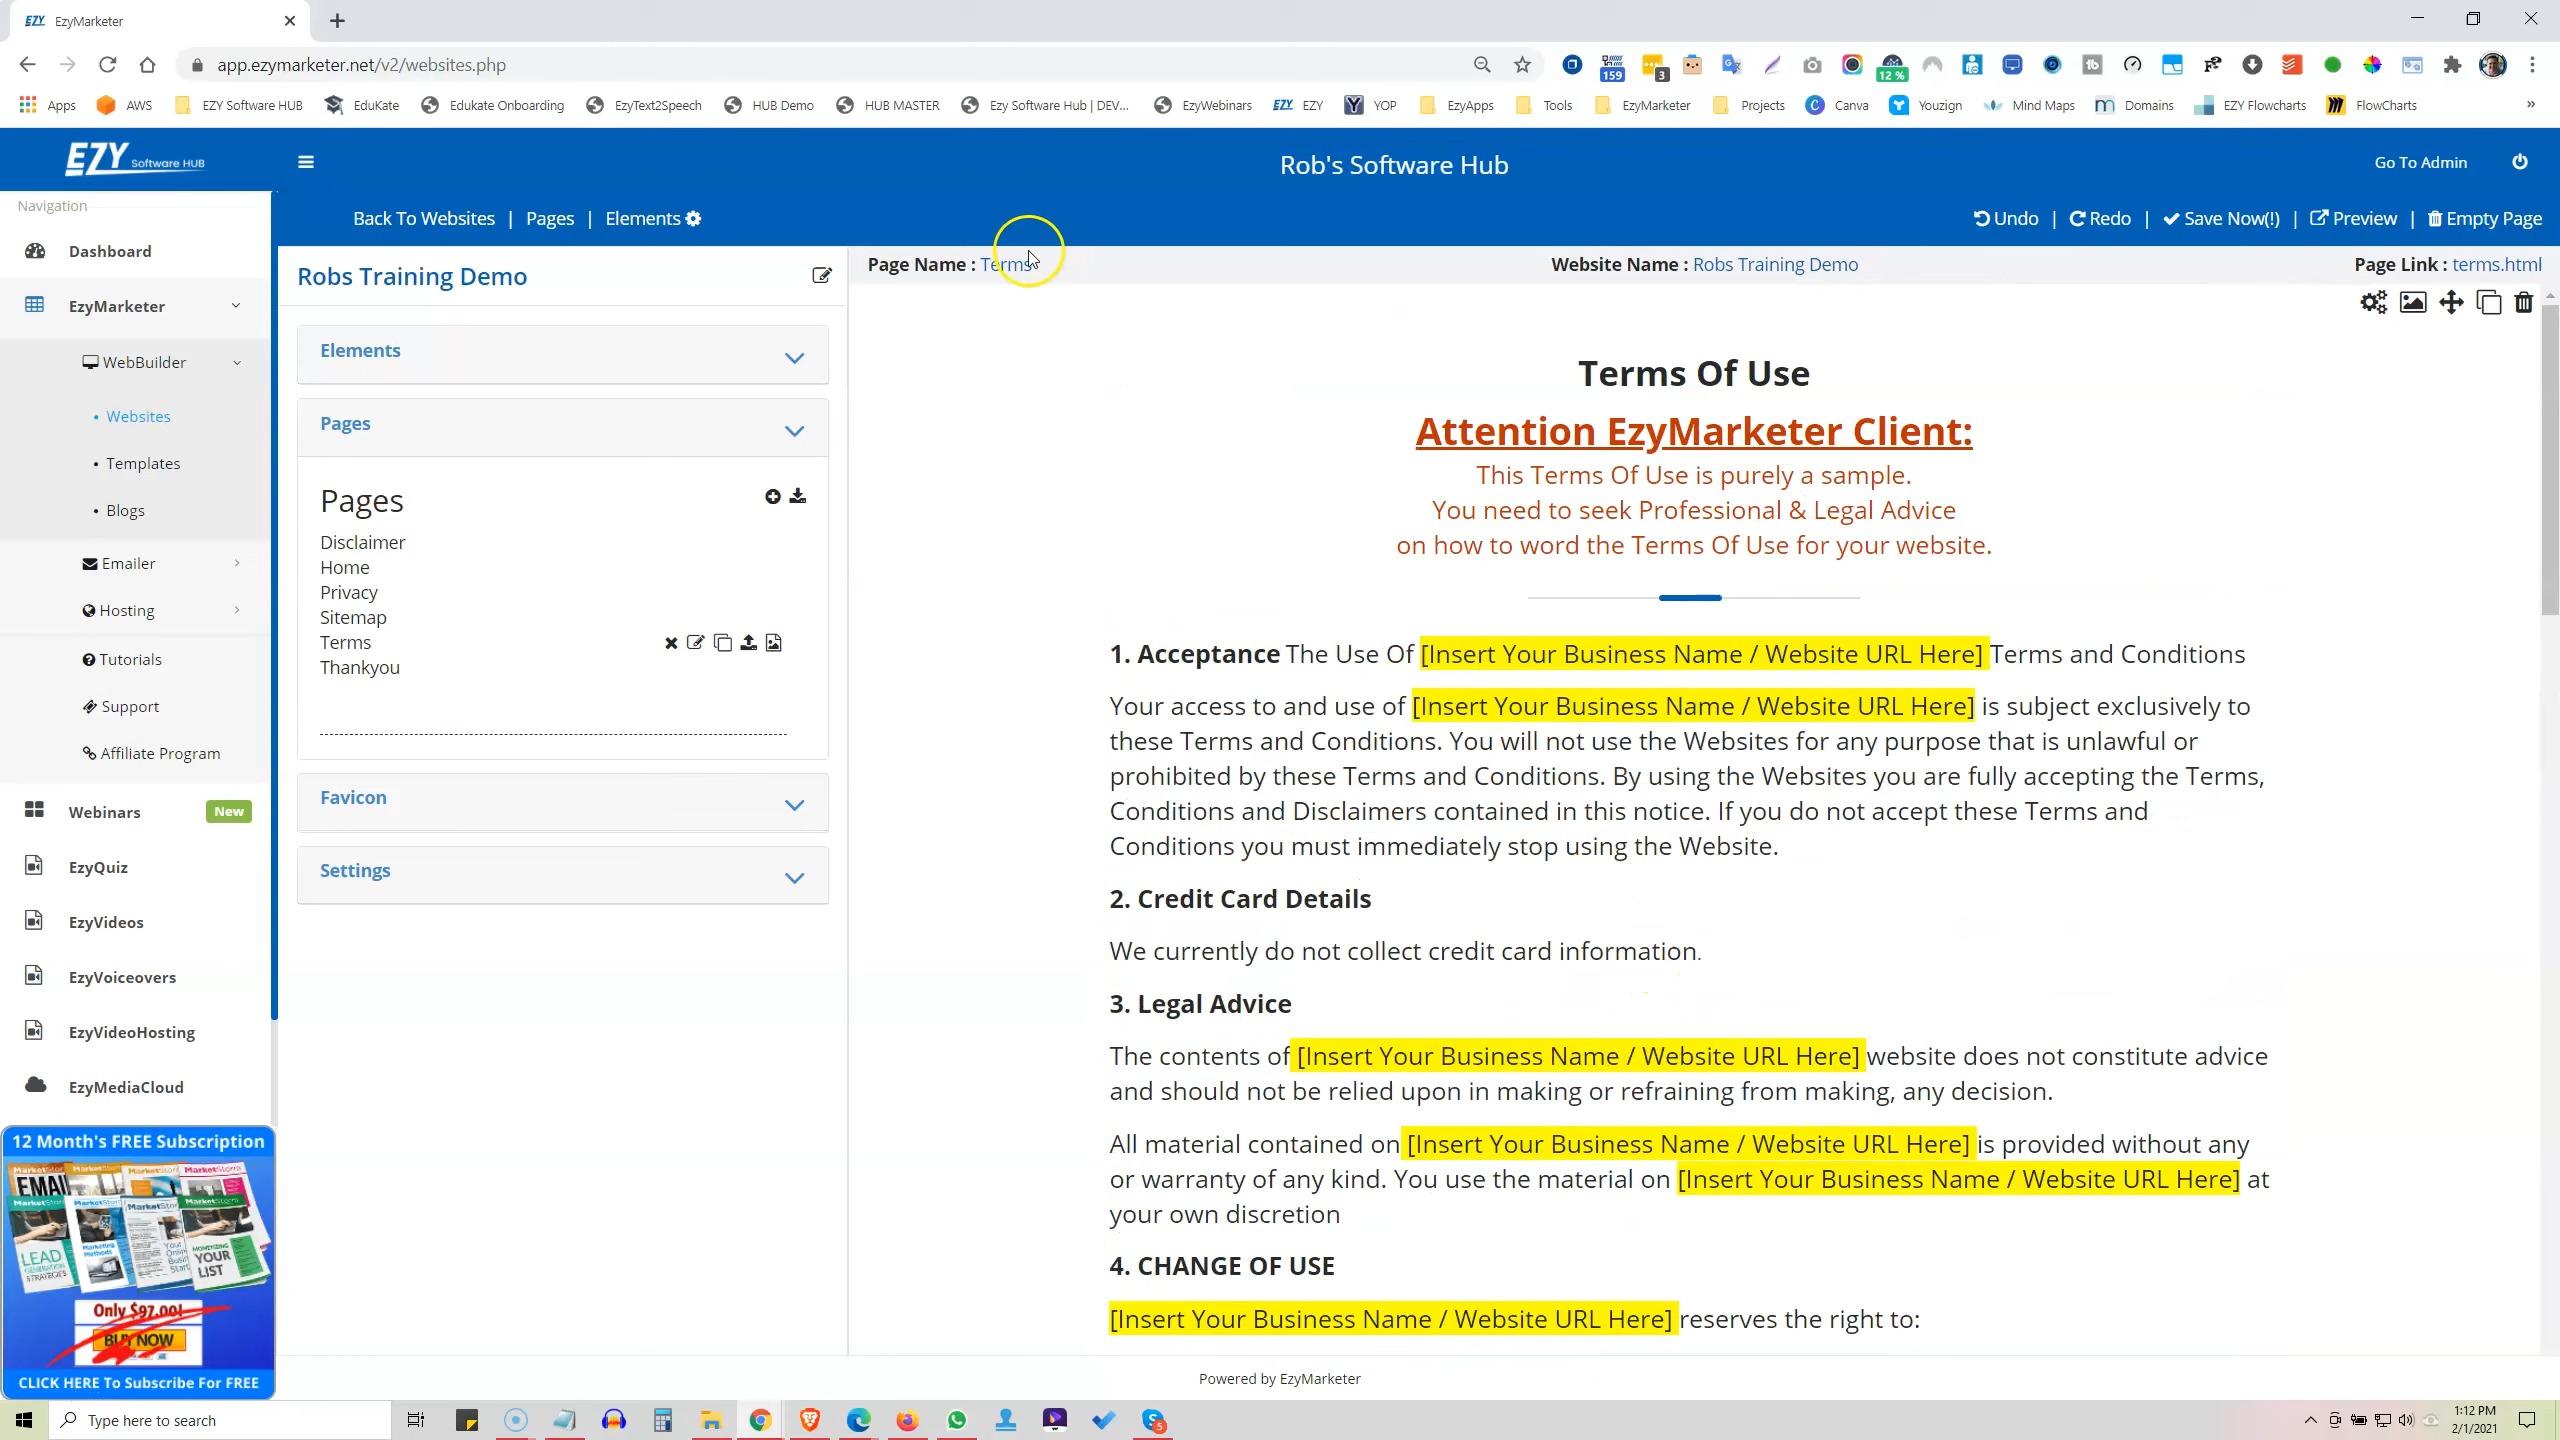 EZY EzyMarketer
app.ezymarketer.net/v2/websites.php
159
3
12 %
Apps AWS EZY Software HUB EduKate Edukate Onboarding EzyText2Speech HUB Demo HUB MASTER Ezy Software Hub | DEV... EzyWebinars EZY EZY YOP EzyApps Tools EzyMarketer Projects Canva Youzign Mind Maps Domains EZY Flowcharts FlowCharts »
EZY Software HUB
Rob's Software Hub
Go To Admin
Navigation
Back To Websites | Pages | Elements
Undo | Redo | Save Now(!) | Preview | Empty Page
Dashboard
EzyMarketer
WebBuilder
Websites
Templates
Blogs
Emailer
Hosting
Tutorials
Support
Affiliate Program
Webinars New
EzyQuiz
EzyVideos
EzyVoiceovers
EzyVideoHosting
EzyMediaCloud
12 Month's FREE Subscription
EMAIL
Marketing Methods
LEAD
GENERATION
STRATEGIES
MONETIZING
YOUR
LIST
Only $97.00!
BUY NOW
CLICK HERE To Subscribe For FREE
Robs Training Demo
Elements
Pages
Pages
Disclaimer
Home
Privacy
Sitemap
Terms
Thankyou
Favicon
Settings
Page Name : Terms
Website Name : Robs Training Demo
Page Link : terms.html
Terms Of Use
Attention EzyMarketer Client:
This Terms Of Use is purely a sample.
You need to seek Professional & Legal Advice
on how to word the Terms Of Use for your website.
1. Acceptance The Use Of [Insert Your Business Name / Website URL Here] Terms and Conditions
Your access to and use of [Insert Your Business Name / Website URL Here] is subject exclusively to
these Terms and Conditions. You will not use the Websites for any purpose that is unlawful or
prohibited by these Terms and Conditions. By using the Websites you are fully accepting the Terms,
Conditions and Disclaimers contained in this notice. If you do not accept these Terms and
Conditions you must immediately stop using the Website.
2. Credit Card Details
We currently do not collect credit card information.
3. Legal Advice
The contents of [Insert Your Business Name / Website URL Here] website does not constitute advice
and should not be relied upon in making or refraining from making, any decision.
All material contained on [Insert Your Business Name / Website URL Here] is provided without any
or warranty of any kind. You use the material on [Insert Your Business Name / Website URL Here] at
your own discretion
4. CHANGE OF USE
[Insert Your Business Name / Website URL Here] reserves the right to:
Powered by EzyMarketer
Type here to search
5
1:12 PM
2/1/2021